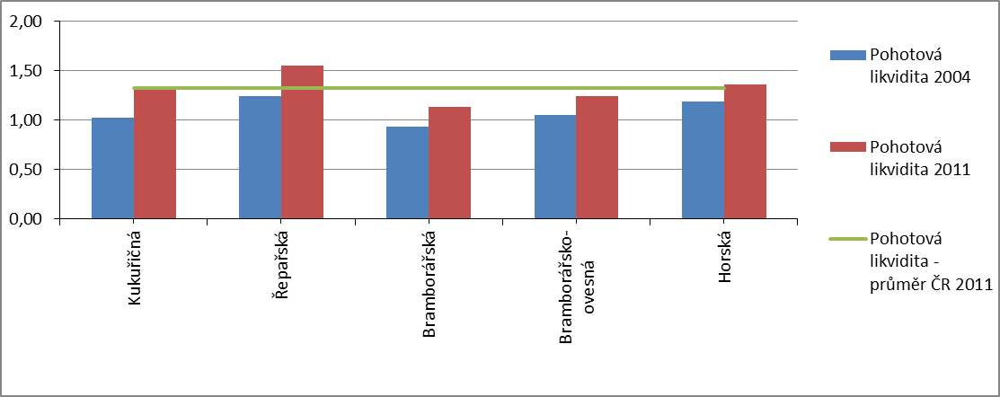 2,00
1,50
1,00
0,50
0,00
Kukuřičná
Řepařská
Bramborářská
Bramborářsko-
ovesná
Horská
Pohotová
likvidita 2004
Pohotová
likvidita 2011
Pohotová
likvidita -
průměr ČR 2011